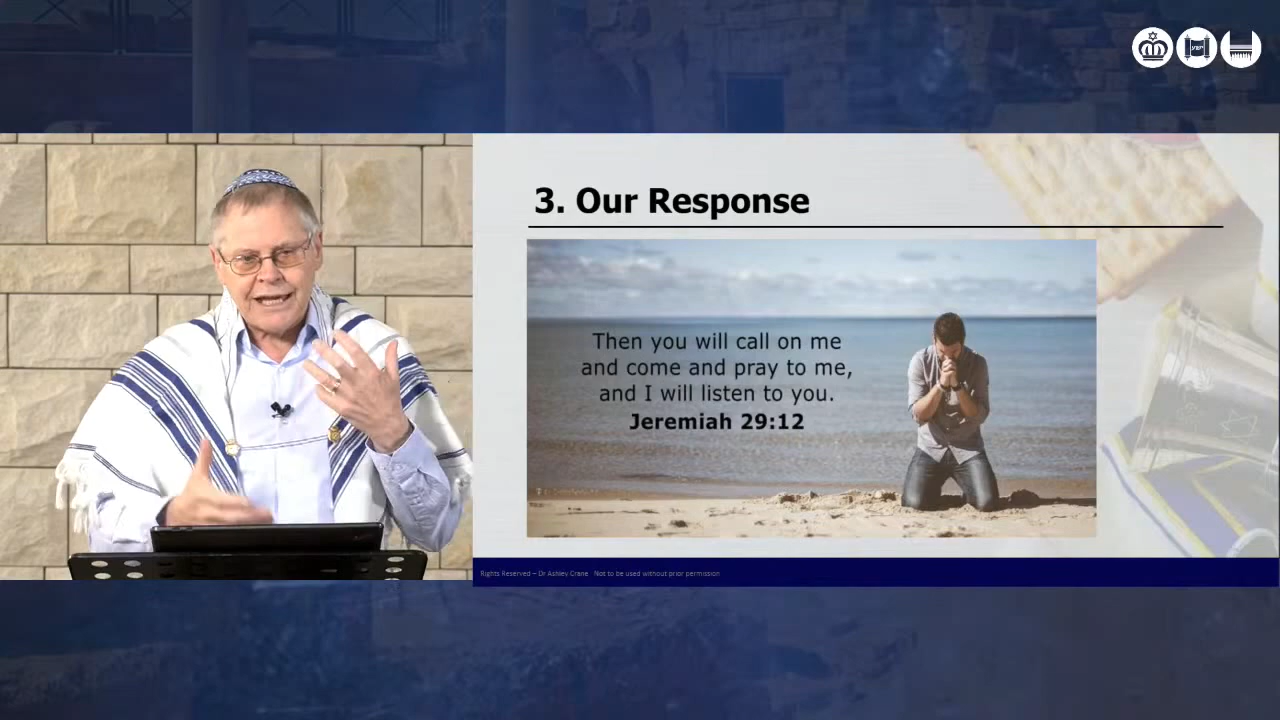 3. Our Response
Then you will call on me
and come and pray to me,
and I will listen to you.
Jeremiah 29:12
Rights Reserved – Dr Ashley Crane   Not to be used without prior permission